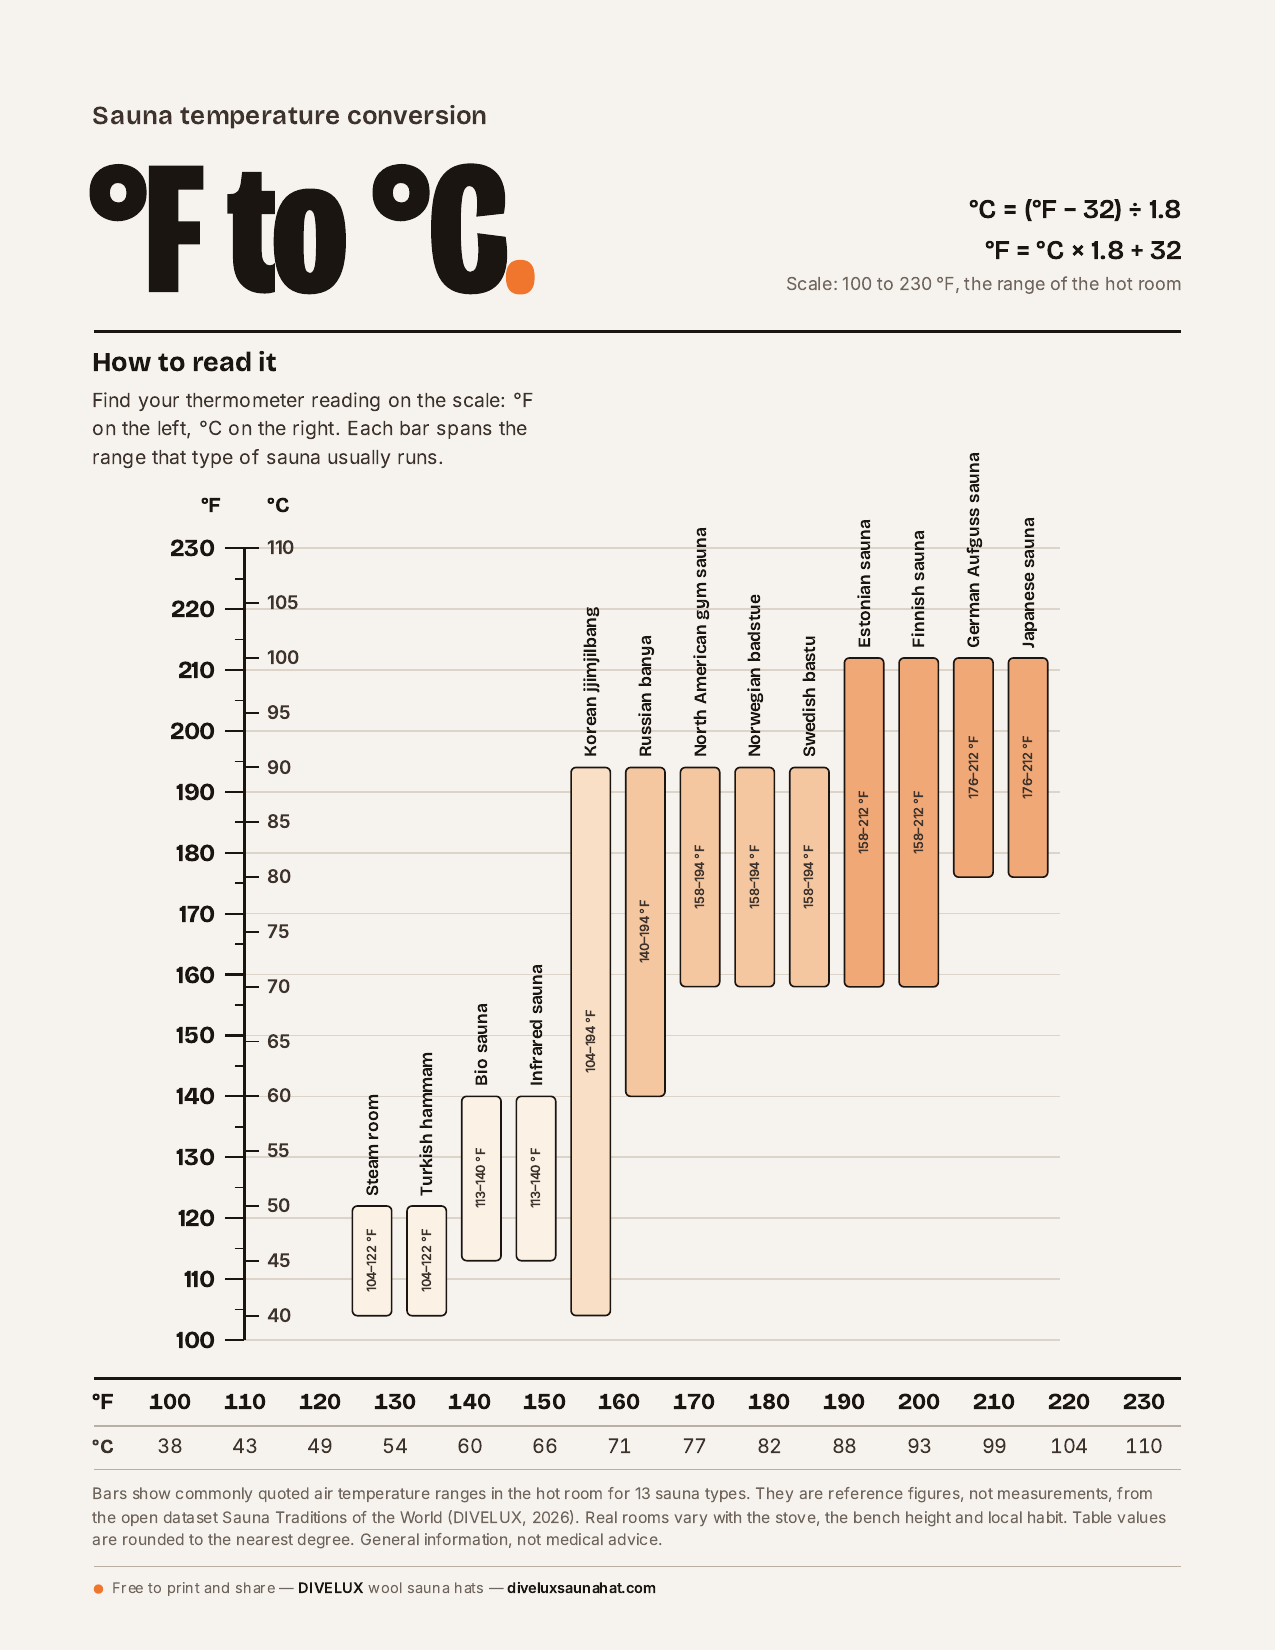 Sauna temperature conversion
°F to °C.
°C = (°F − 32) ÷ 1.8
°F = °C × 1.8 + 32
Scale: 100 to 230 °F, the range of the hot room
How to read it
Find your thermometer reading on the scale: °F
on the left, °C on the right. Each bar spans the
range that type of sauna usually runs.
°F °C
230 110
220 105
210 100
200 95
190 90
180 85
170 80
160 75
150 70
140 65
130 60
120 55
110 50
100 45
40
Steam room
104–122 °F
Turkish hammam
104–122 °F
Bio sauna
113–140 °F
Infrared sauna
113–140 °F
Korean jjimjilbang
104–194 °F
Russian banya
140–194 °F
North American gym sauna
158–194 °F
Norwegian badstue
158–194 °F
Swedish bastu
158–194 °F
Estonian sauna
158–212 °F
Finnish sauna
158–212 °F
German Aufguss sauna
176–212 °F
Japanese sauna
176–212 °F
°F 100 110 120 130 140 150 160 170 180 190 200 210 220 230
°C 38 43 49 54 60 66 71 77 82 88 93 99 104 110
Bars show commonly quoted air temperature ranges in the hot room for 13 sauna types. They are reference figures, not measurements, from
the open dataset Sauna Traditions of the World (DIVELUX, 2026). Real rooms vary with the stove, the bench height and local habit. Table values
are rounded to the nearest degree. General information, not medical advice.
Free to print and share — DIVELUX wool sauna hats — diveluxsaunahat.com